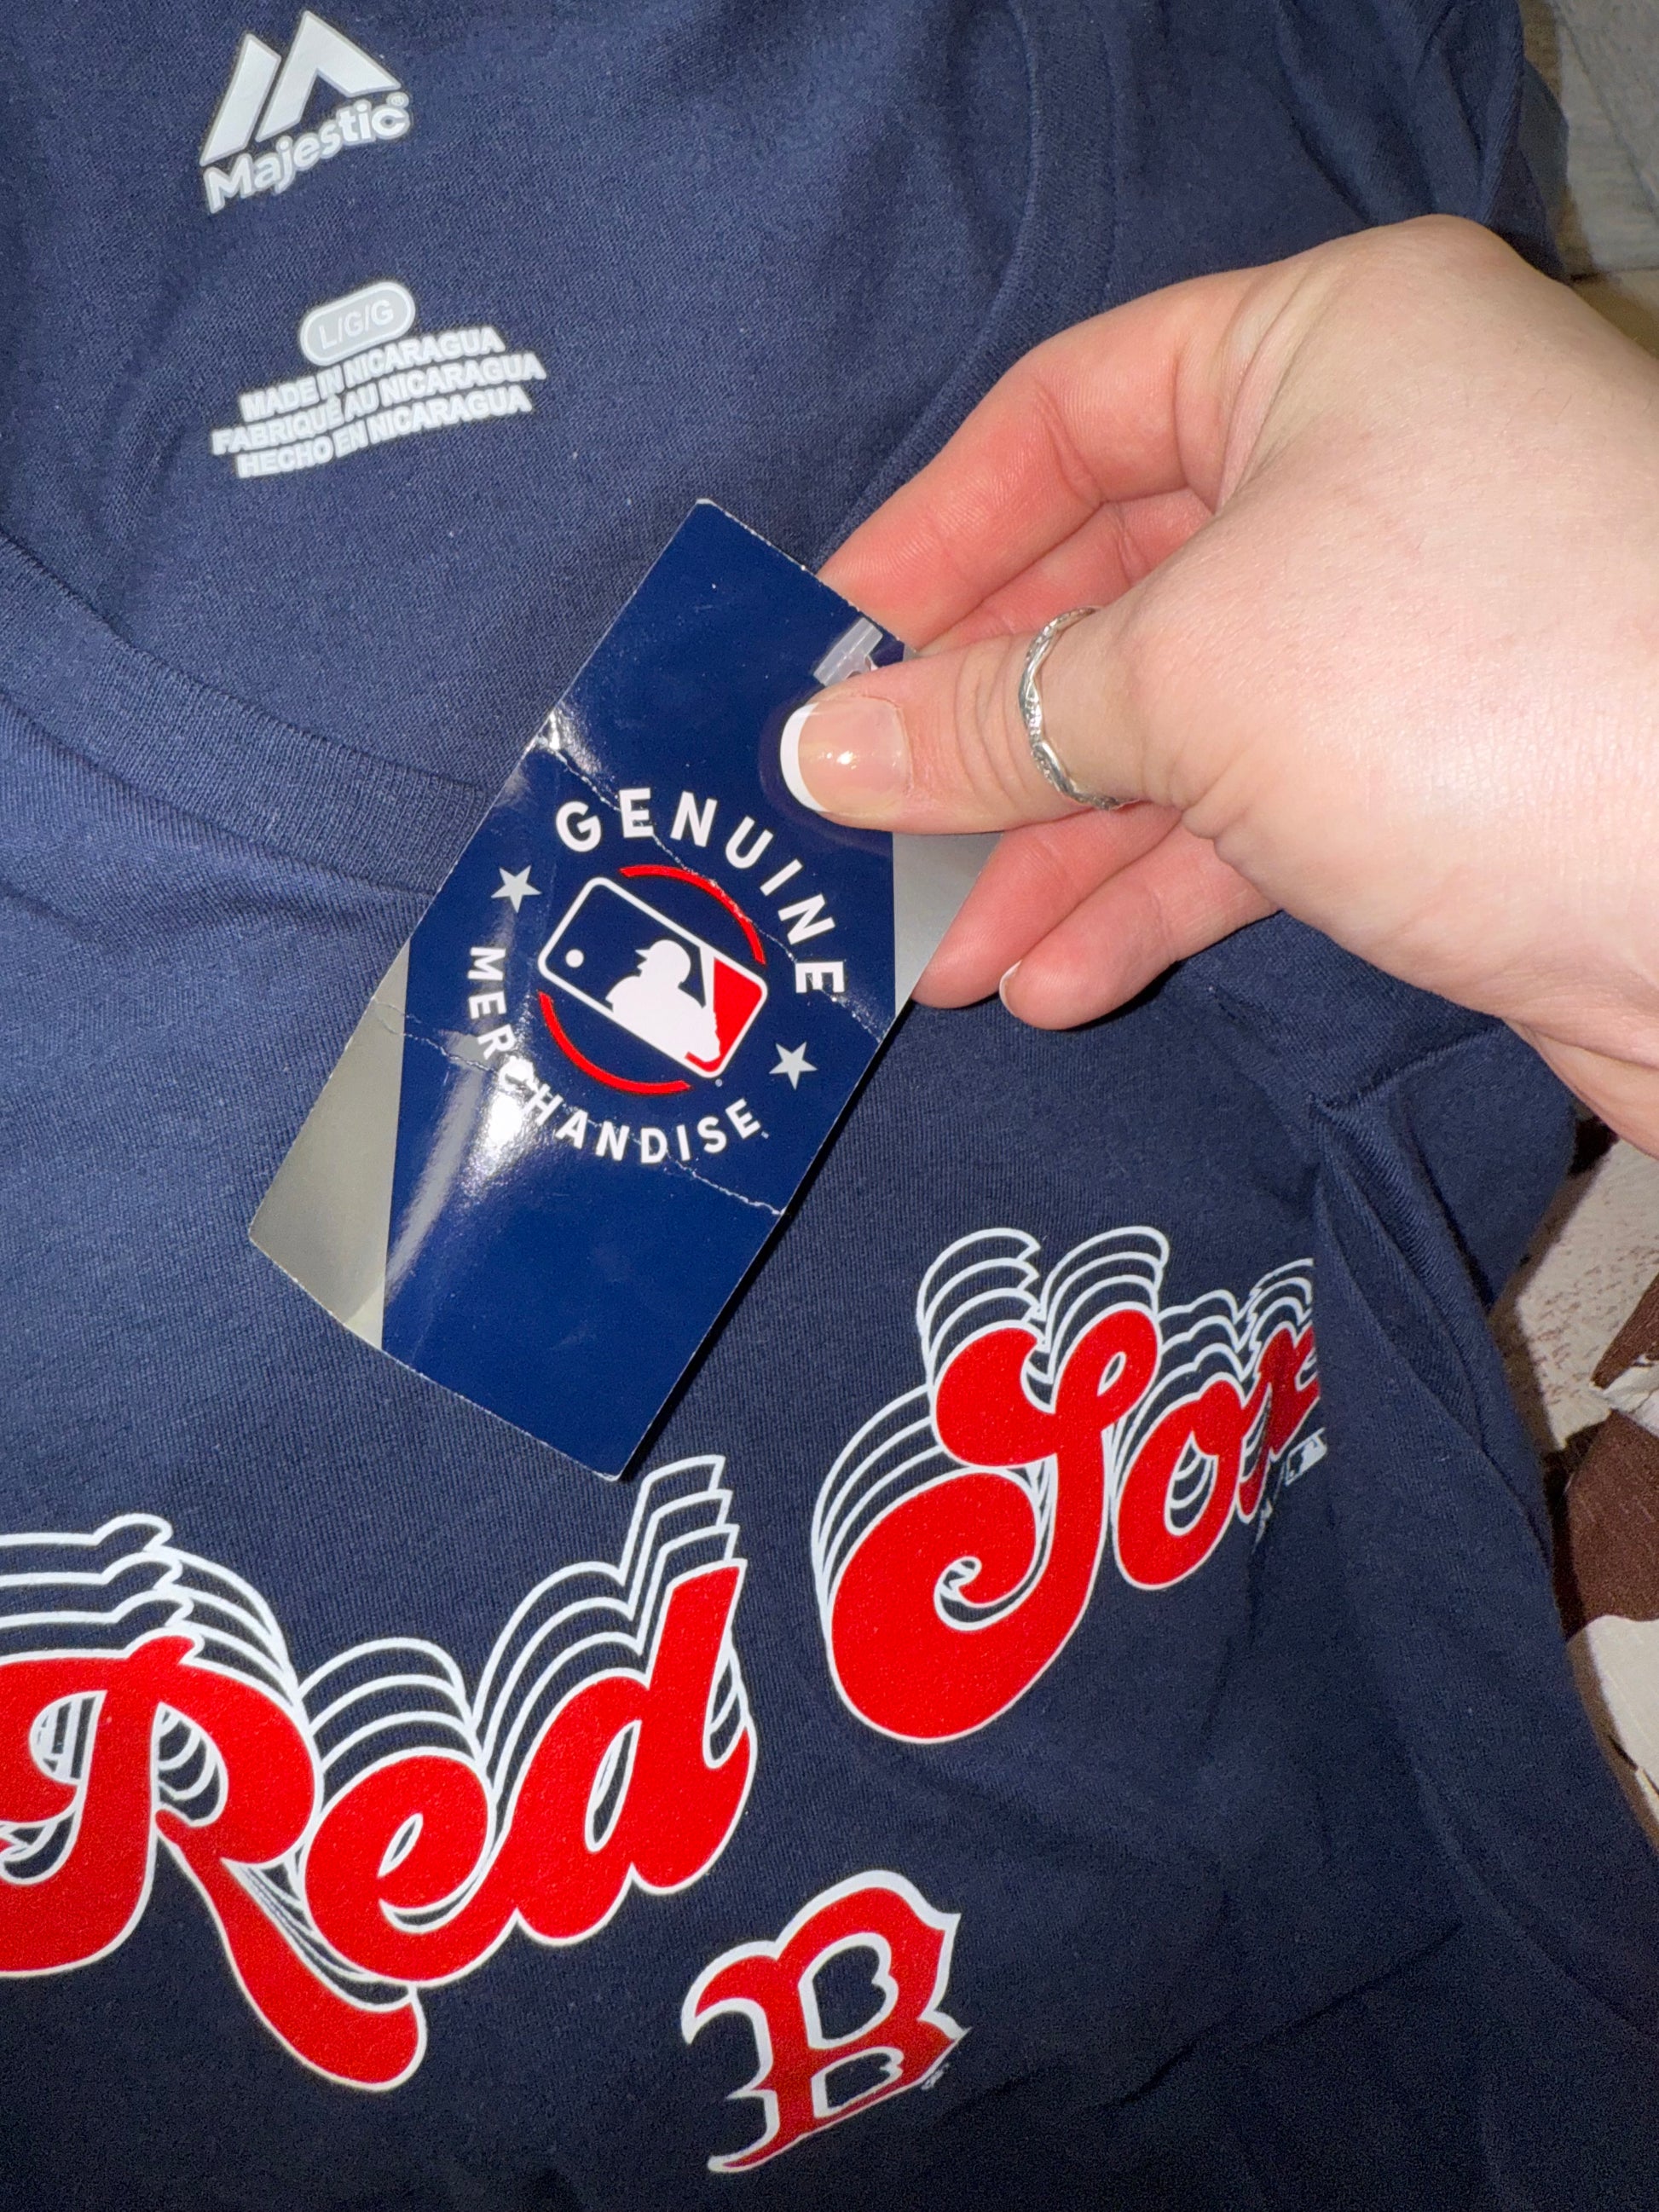 Majestic®
L/G/G
MADE IN NICARAGUA
FABRIQUÉ AU NICARAGUA
HECHO EN NICARAGUA
GENUINE
MERCHANDISE
Red Sox
B